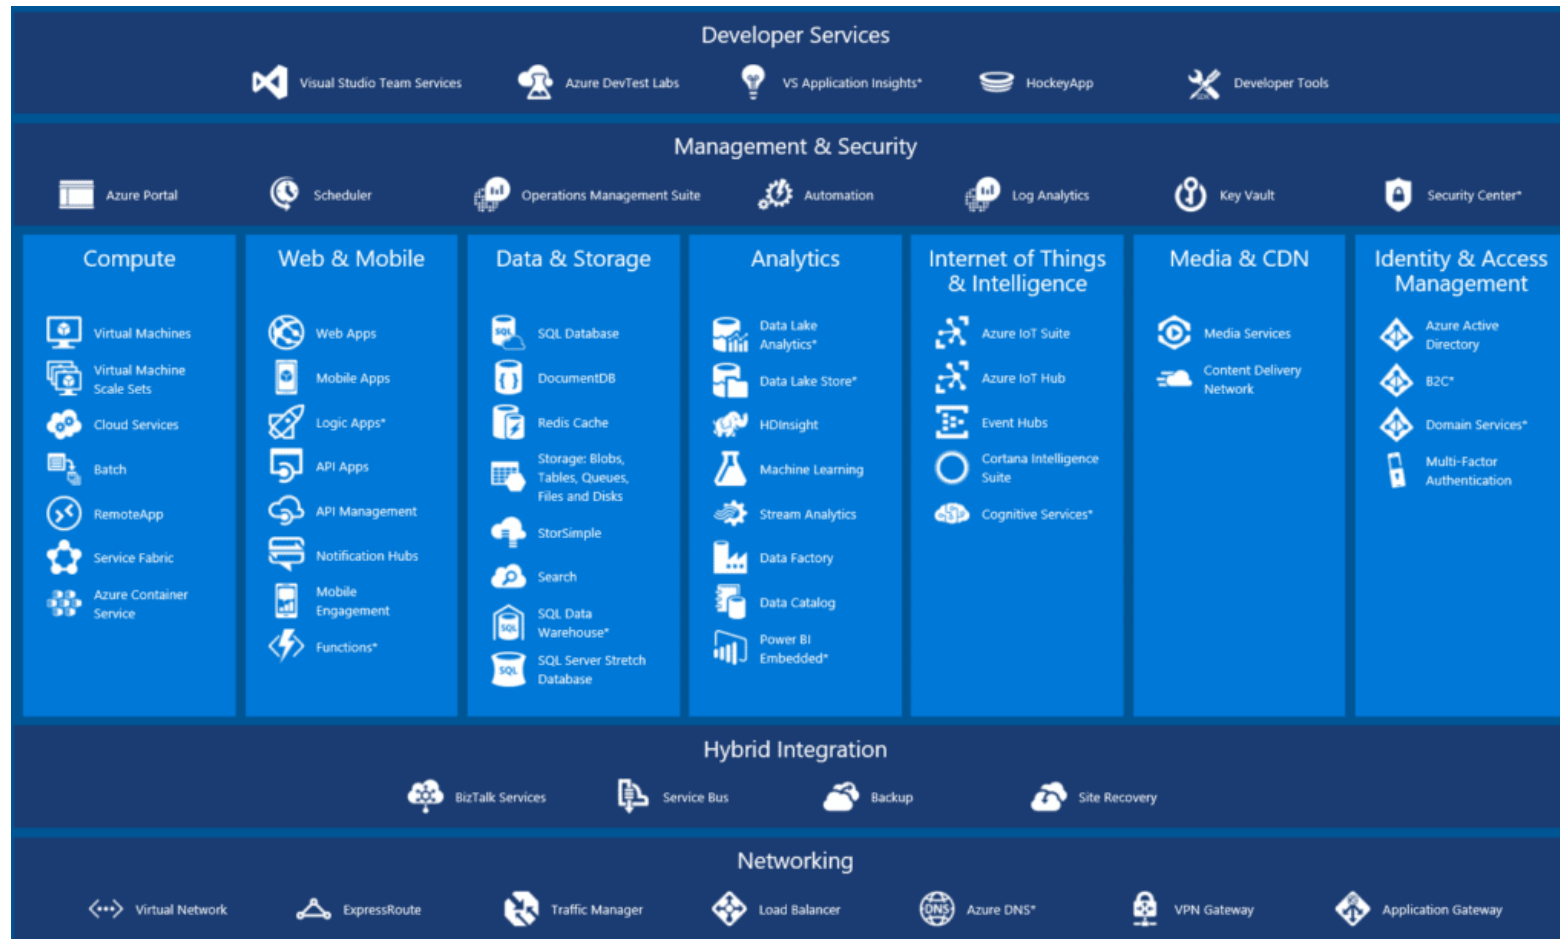 Developer Services
Visual Studio Team Services
Azure DevTest Labs
VS Application Insights*
HockeyApp
Developer Tools
Management & Security
Azure Portal
Scheduler
Operations Management Suite
Automation
Log Analytics
Key Vault
Security Center*
Compute
Virtual Machines
Virtual Machine
Scale Sets
Cloud Services
Batch
RemoteApp
Service Fabric
Azure Container
Service
Web & Mobile
Web Apps
Mobile Apps
Logic Apps*
API Apps
API Management
Notification Hubs
Mobile
Engagement
Functions*
Data & Storage
SQL
SQL Database
DocumentDB
Redis Cache
Storage: Blobs,
Tables, Queues,
Files and Disks
StorSimple
Search
SQL
SQL Data
Warehouse*
SQL
SQL Server Stretch
Database
Analytics
Data Lake
Analytics*
Data Lake Store*
HDInsight
Machine Learning
Stream Analytics
Data Factory
Data Catalog
Power BI
Embedded*
Internet of Things
& Intelligence
Azure IoT Suite
Azure IoT Hub
Event Hubs
Cortana Intelligence
Suite
Cognitive Services*
Media & CDN
Media Services
Content Delivery
Network
Identity & Access
Management
Azure Active
Directory
B2C*
Domain Services*
Multi-Factor
Authentication
Hybrid Integration
BizTalk Services
Service Bus
Backup
Site Recovery
Networking
Virtual Network
ExpressRoute
Traffic Manager
Load Balancer
DNS
Azure DNS*
VPN Gateway
Application Gateway